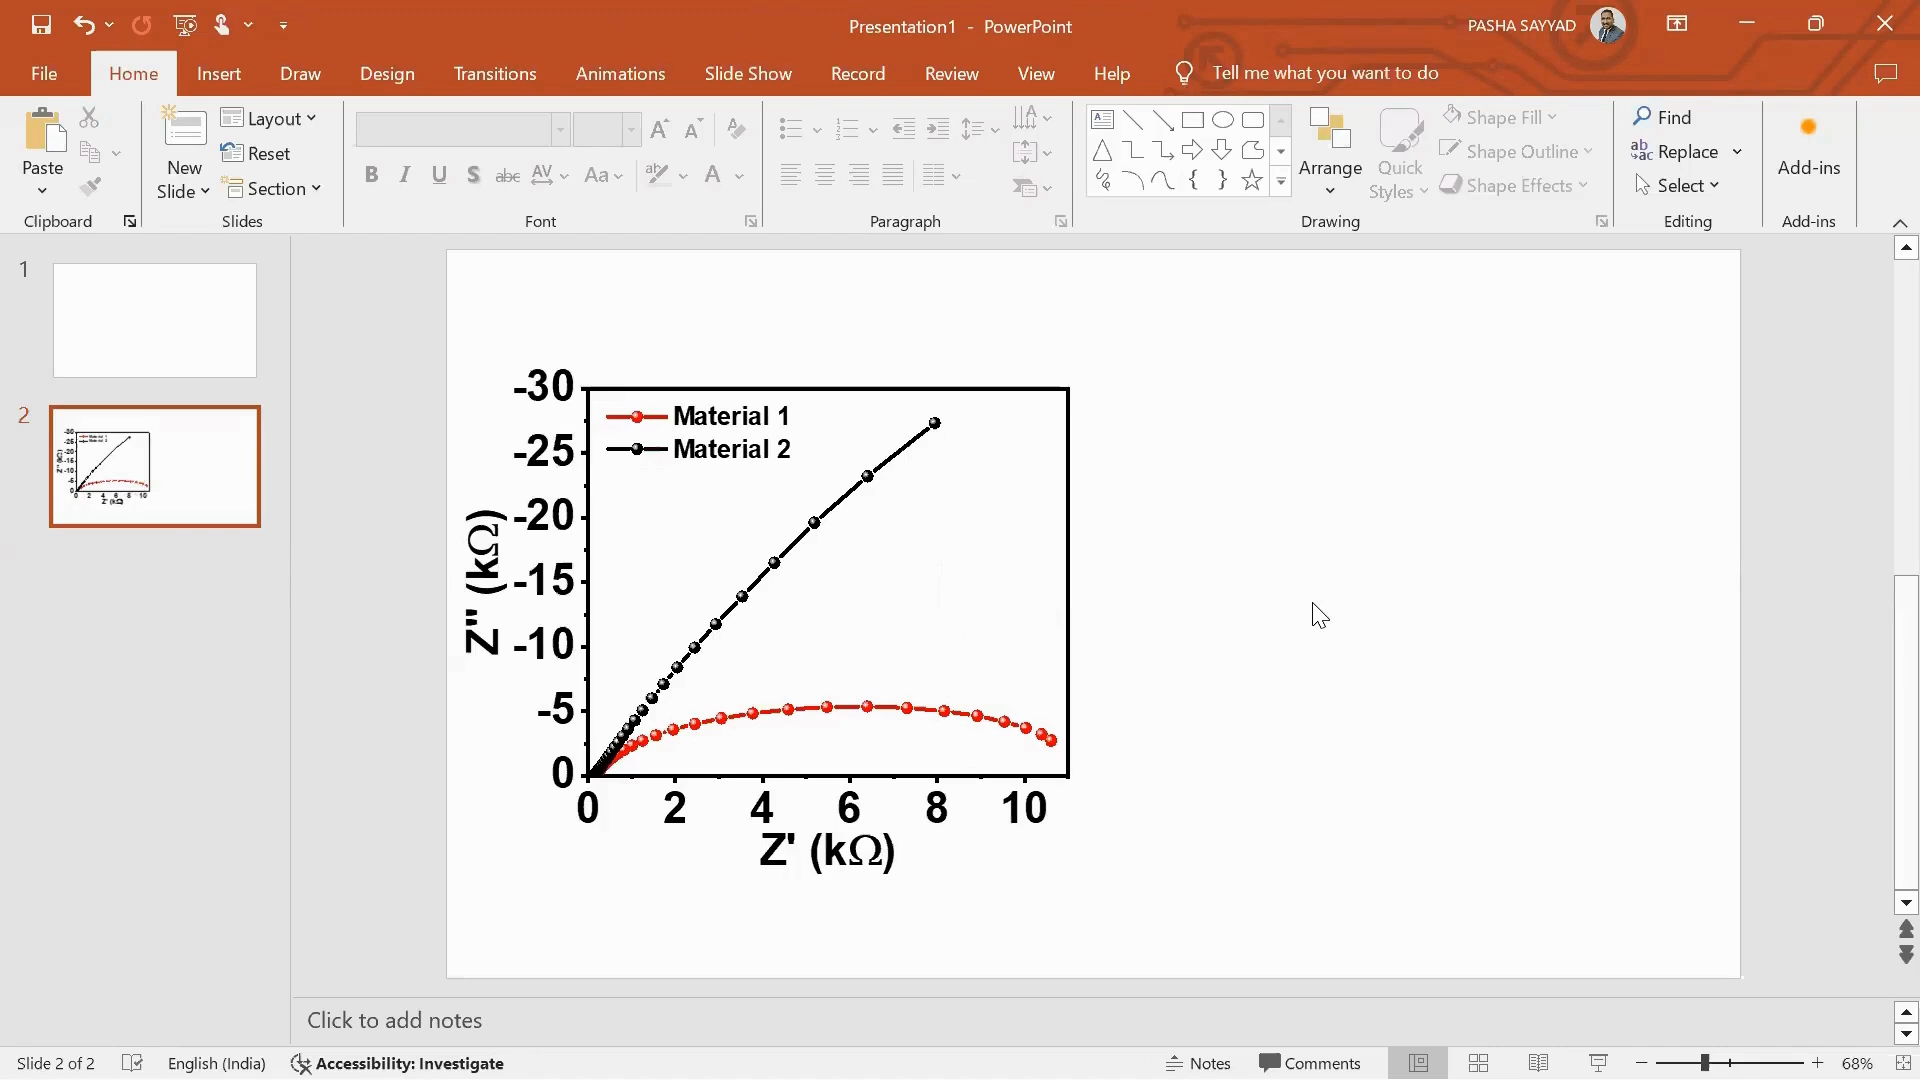 Presentation1 - PowerPoint
PASHA SAYYAD
File Home Insert Draw Design Transitions Animations Slide Show Record Review View Help Tell me what you want to do
Paste
Clipboard
New Slide
Layout
Reset
Section
Slides
B I U S abc AV Aa A
Font
Paragraph
Arrange
Quick Styles
Shape Fill
Shape Outline
Shape Effects
Drawing
Find
Replace
Select
Editing
Add-ins
Add-ins
1
2
-30
-25
-20
-15
-10
-5
0
Z" (kΩ)
Material 1
Material 2
0 2 4 6 8 10
Z' (kΩ)
Click to add notes
Slide 2 of 2 English (India) Accessibility: Investigate Notes Comments 68%